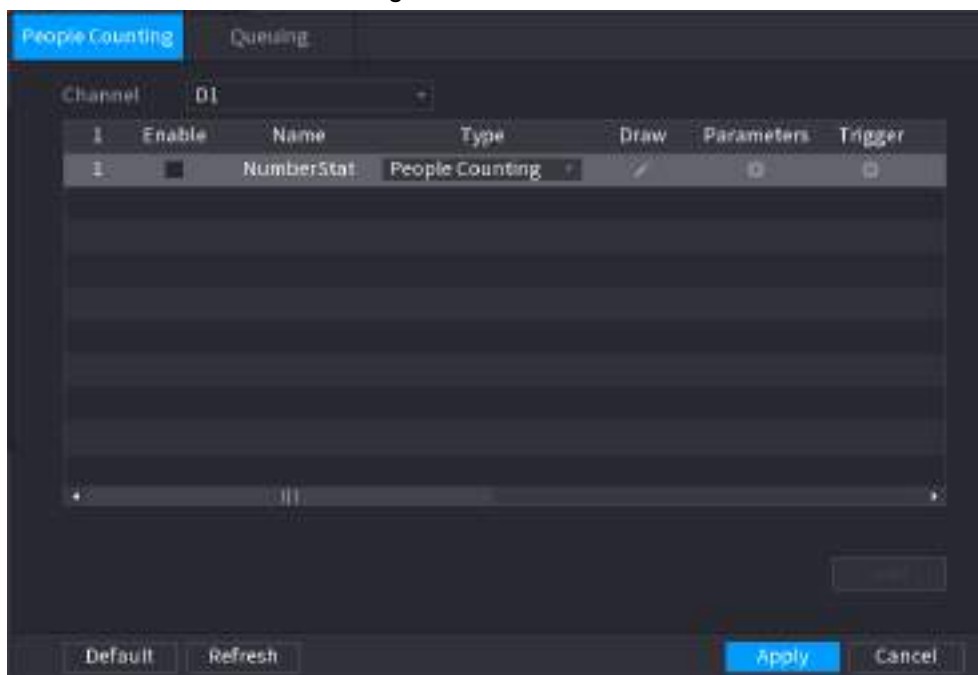 People Counting Queuing
Channel D1
1 Enable Name Type Draw Parameters Trigger
1 NumberStat People Counting
Default Refresh Apply Cancel